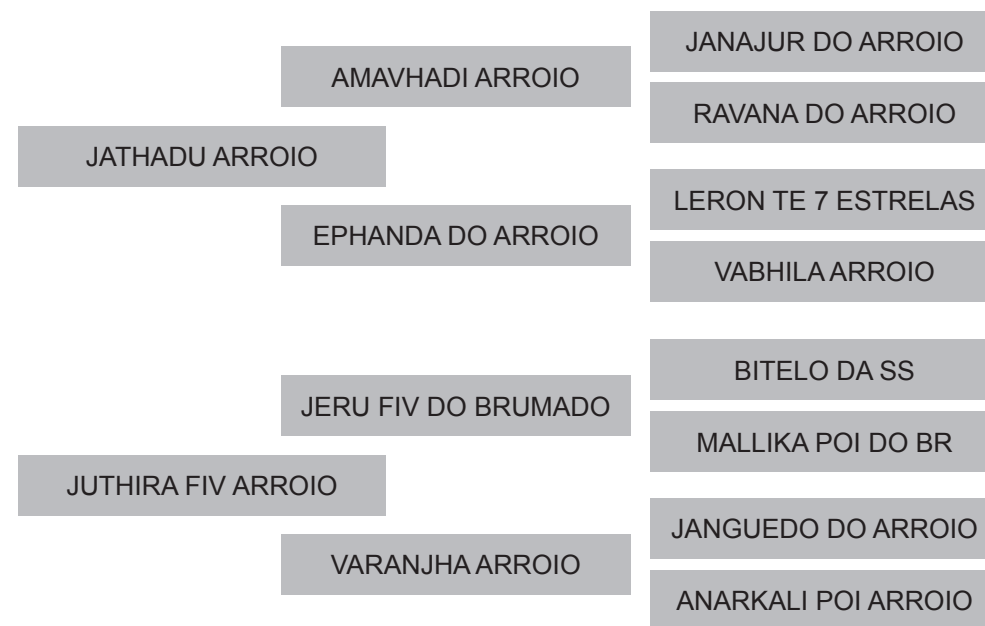 JANAJUR DO ARROIO
AMAVHADI ARROIO
RAVANA DO ARROIO
JATHADU ARROIO
LERON TE 7 ESTRELAS
EPHANDA DO ARROIO
VABHILA ARROIO
BITELO DA SS
JERU FIV DO BRUMADO
MALLIKA POI DO BR
JUTHIRA FIV ARROIO
JANGUEDO DO ARROIO
VARANJHA ARROIO
ANARKALI POI ARROIO